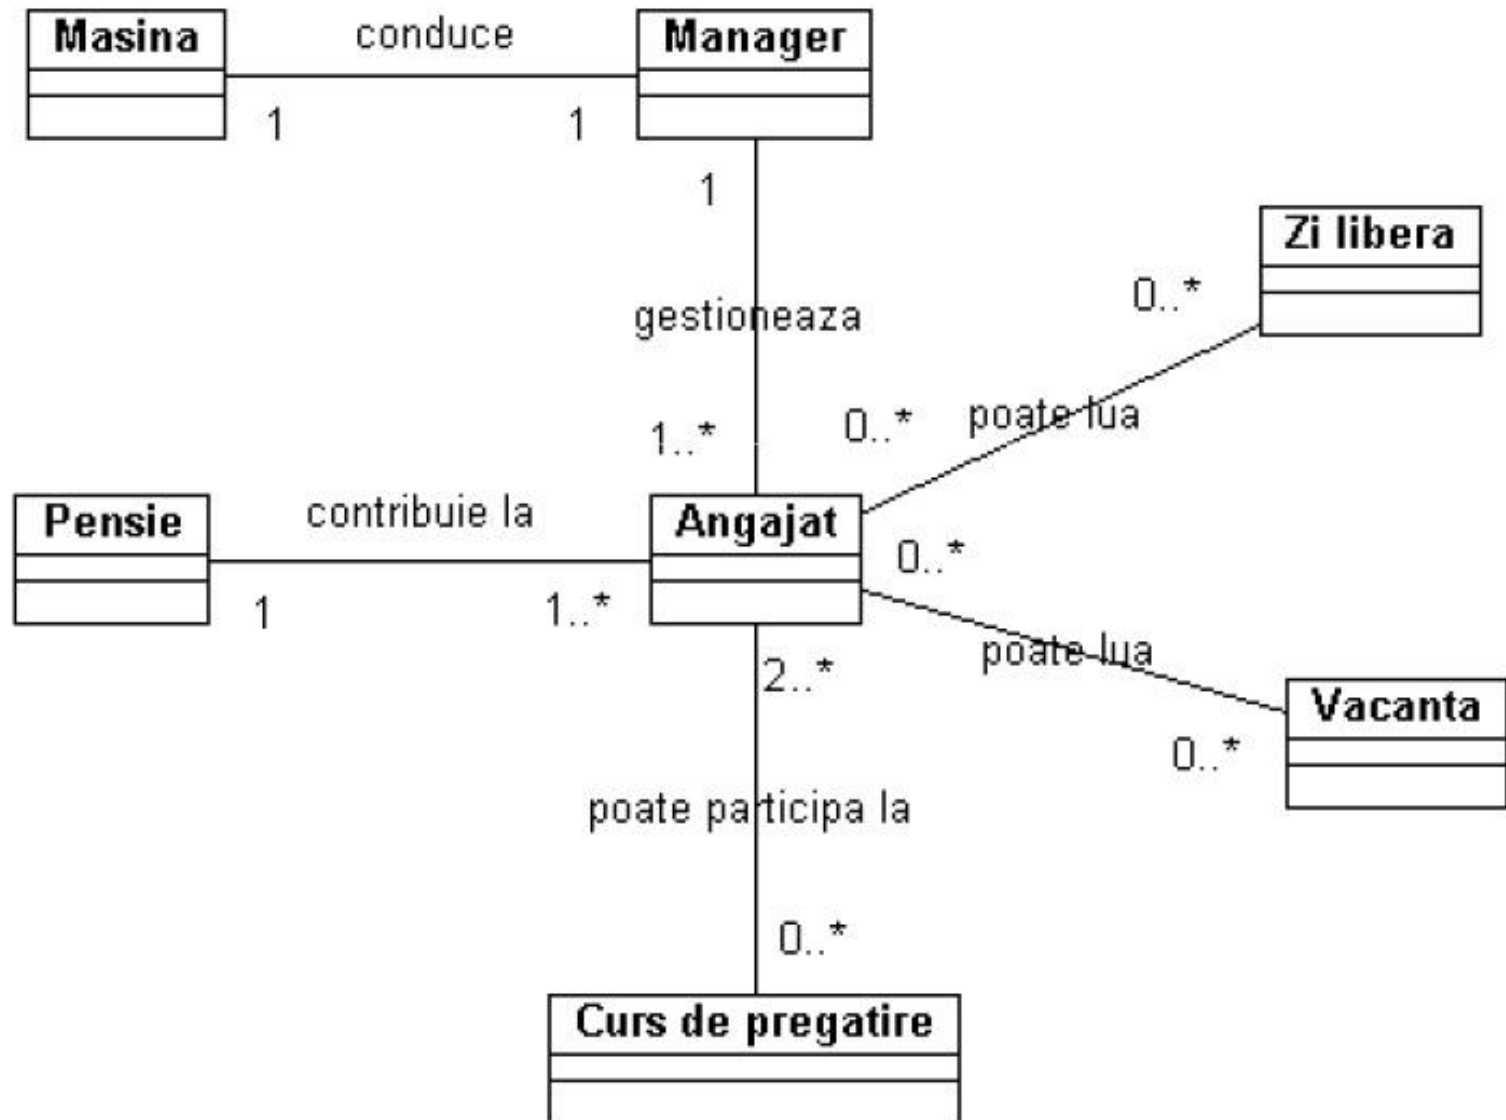 Masina
conduce
Manager
1
1
1
Zi libera
0..*
gestioneaza
0..*
poate lua
1..*
Pensie
contribuie la
Angajat
0..*
1
1..*
poate lua
2..*
Vacanta
0..*
poate participa la
0..*
Curs de pregatire